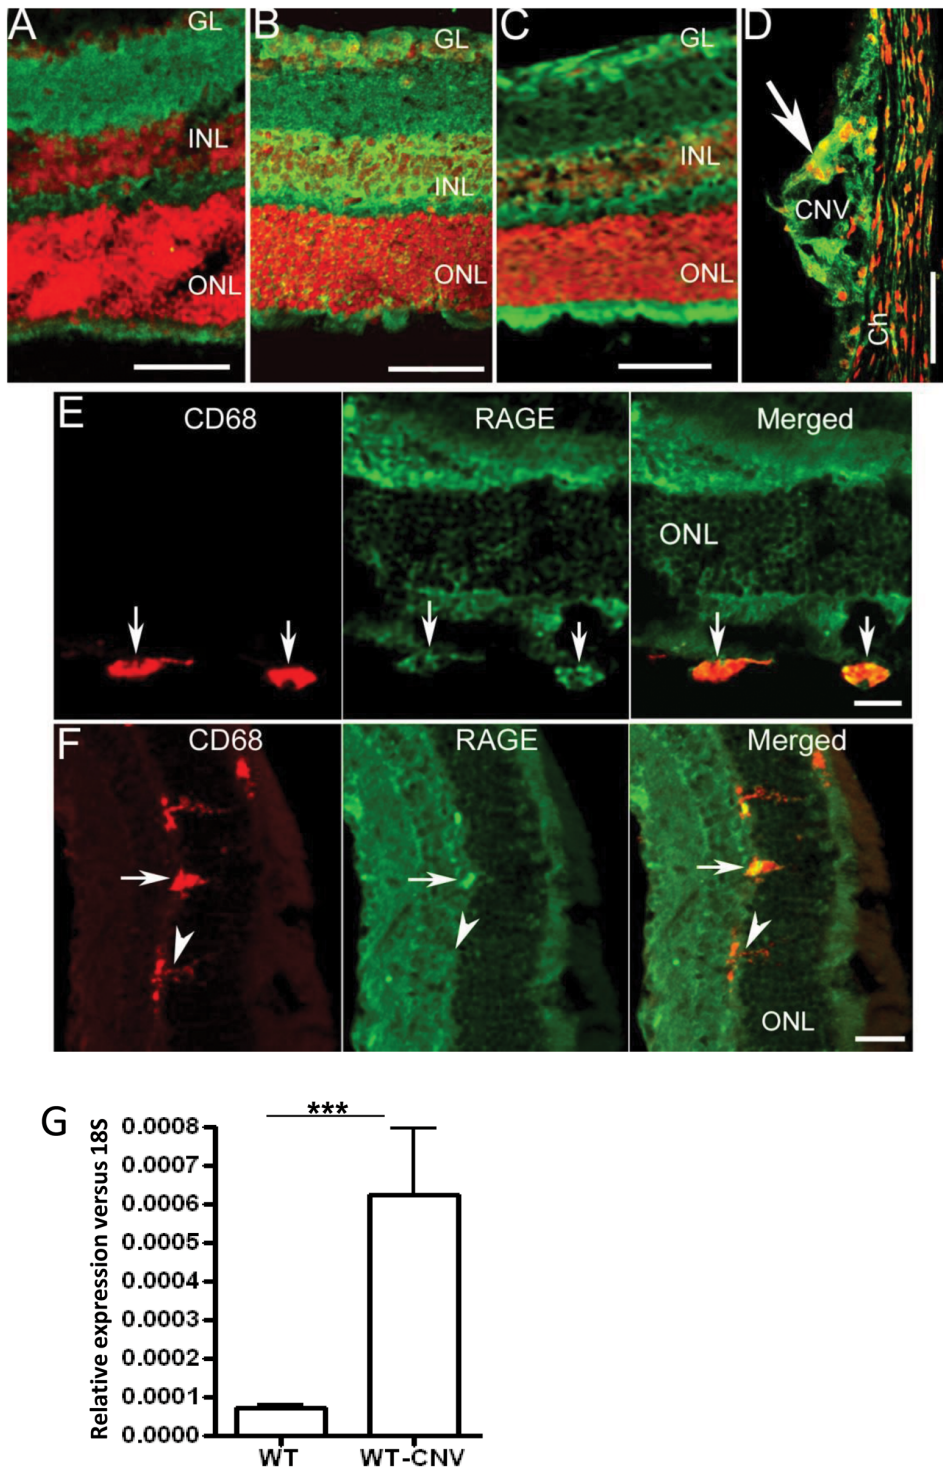 A
GL
INL
ONL
B
GL
INL
ONL
C
GL
INL
ONL
D
CNV
Ch
E
CD68
RAGE
Merged
ONL
F
CD68
RAGE
Merged
ONL
G
***
Relative expression versus 18S
0.0008
0.0007
0.0006
0.0005
0.0004
0.0003
0.0002
0.0001
0.0000
WT
WT-CNV